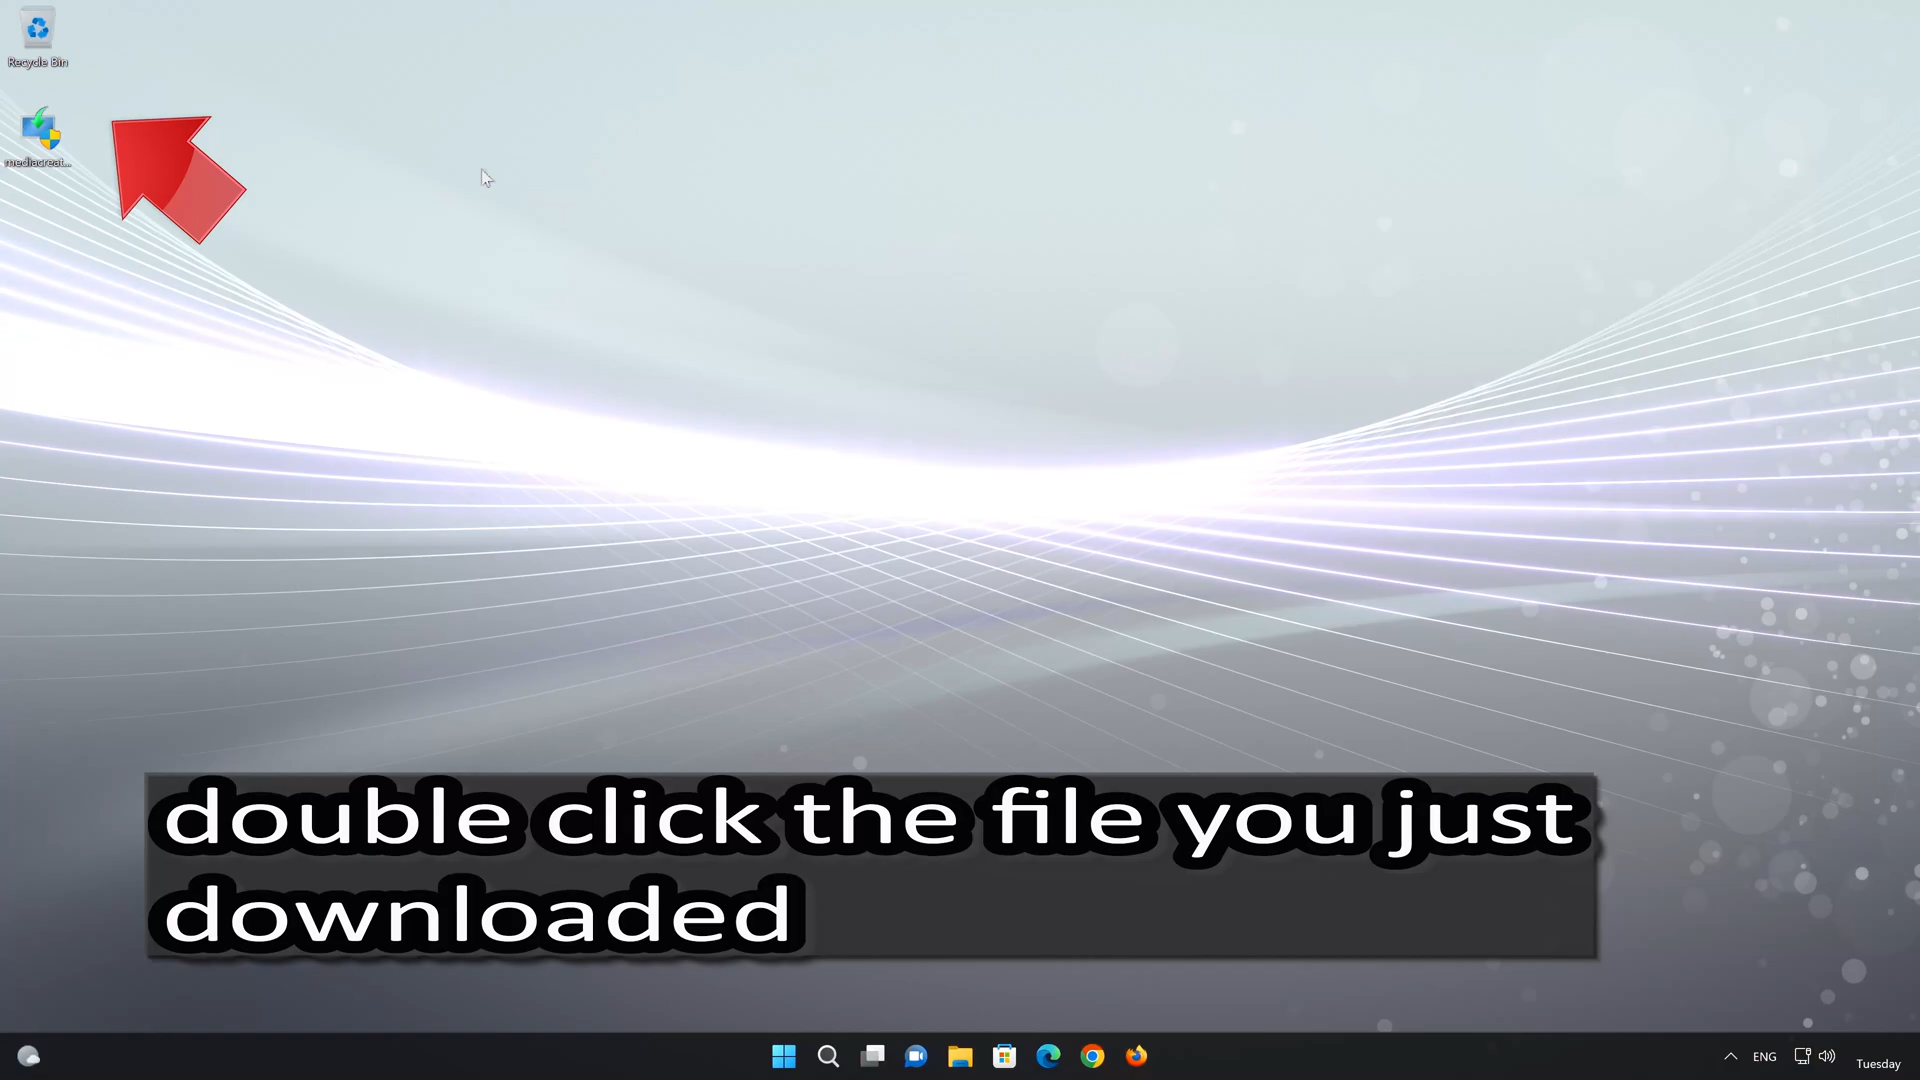 Recycle Bin
mediacreat...
double click the file you just
downloaded
ENG
Tuesday